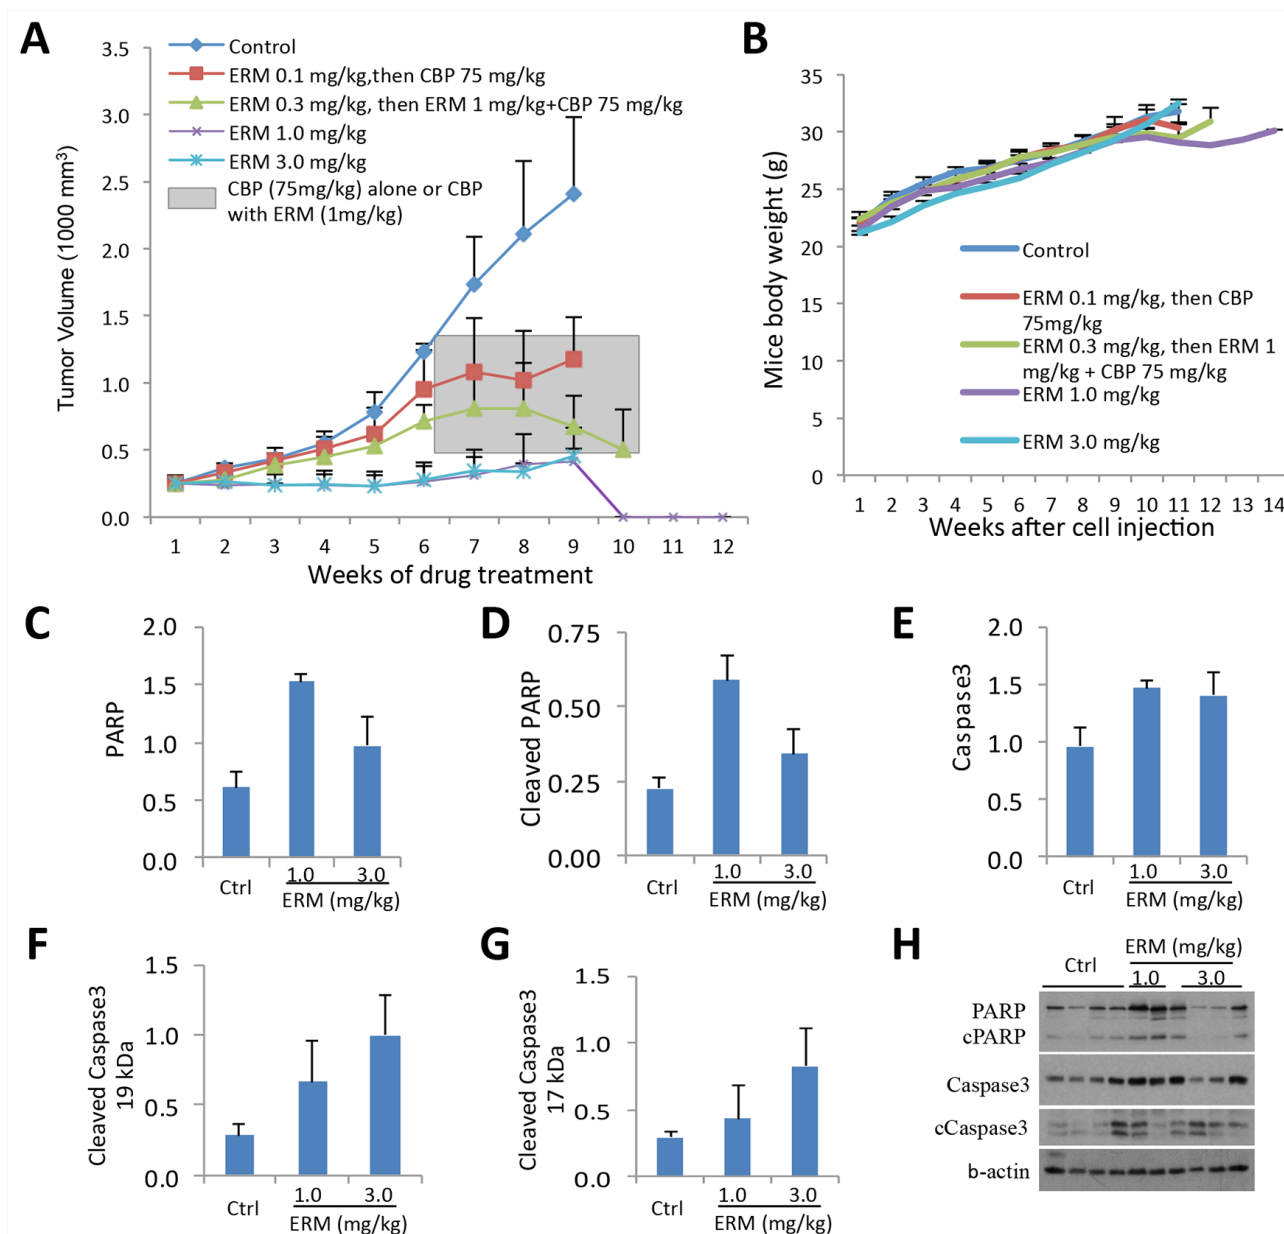 A
3.5
3.0
2.5
2.0
1.5
1.0
0.5
0.0
Tumor Volume (1000 mm³)
Control
ERM 0.1 mg/kg,then CBP 75 mg/kg
ERM 0.3 mg/kg, then ERM 1 mg/kg+CBP 75 mg/kg
ERM 1.0 mg/kg
ERM 3.0 mg/kg
CBP (75mg/kg) alone or CBP
with ERM (1mg/kg)
1 2 3 4 5 6 7 8 9 10 11 12
Weeks of drug treatment
B
35
30
25
20
15
10
5
0
Mice body weight (g)
Control
ERM 0.1 mg/kg, then CBP
75mg/kg
ERM 0.3 mg/kg, then ERM 1
mg/kg + CBP 75 mg/kg
ERM 1.0 mg/kg
ERM 3.0 mg/kg
1 2 3 4 5 6 7 8 9 10 11 12 13 14
Weeks after cell injection
C
2.0
1.5
1.0
0.5
0.0
PARP
Ctrl
1.0 3.0
ERM (mg/kg)
D
0.75
0.50
0.25
0.00
Cleaved PARP
Ctrl
1.0 3.0
ERM (mg/kg)
E
2.0
1.5
1.0
0.5
0.0
Caspase3
Ctrl
1.0 3.0
ERM (mg/kg)
F
1.5
1.0
0.5
0.0
Cleaved Caspase3
19 kDa
Ctrl
1.0 3.0
ERM (mg/kg)
G
1.5
1.0
0.5
0.0
Cleaved Caspase3
17 kDa
Ctrl
1.0 3.0
ERM (mg/kg)
H
ERM (mg/kg)
Ctrl
1.0 3.0
PARP
cPARP
Caspase3
cCaspase3
b-actin